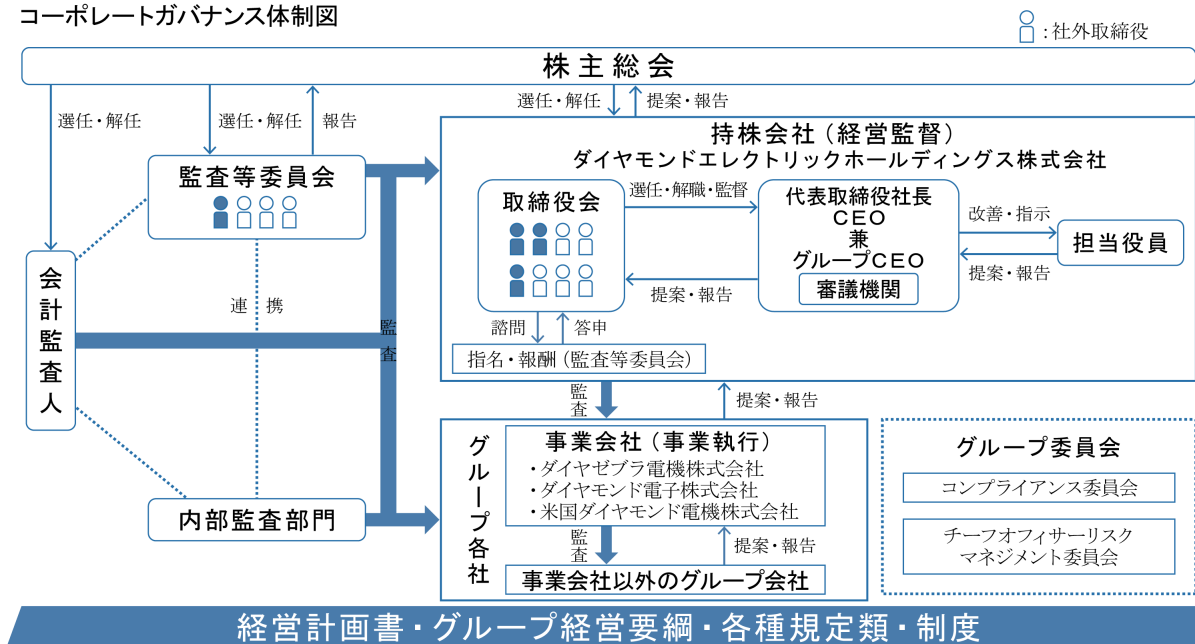 コーポレートガバナンス体制図
:社外取締役
株主総会
選任・解任
選任・解任
報告
選任・解任
提案・報告
持株会社(経営監督)
ダイヤモンドエレクトリックホールディングス株式会社
監査等委員会
取締役会
選任・解職・監督
提案・報告
代表取締役社長
CEO
兼
グループCEO
審議機関
改善・指示
提案・報告
担当役員
会計監査人
連携
監査
諮問
答申
指名・報酬(監査等委員会)
監査
提案・報告
グループ各社
事業会社(事業執行)
・ダイヤゼブラ電機株式会社
・ダイヤモンド電子株式会社
・米国ダイヤモンド電機株式会社
監査
提案・報告
事業会社以外のグループ会社
内部監査部門
グループ委員会
コンプライアンス委員会
チーフオフィサーリスク
マネジメント委員会
経営計画書・グループ経営要綱・各種規定類・制度